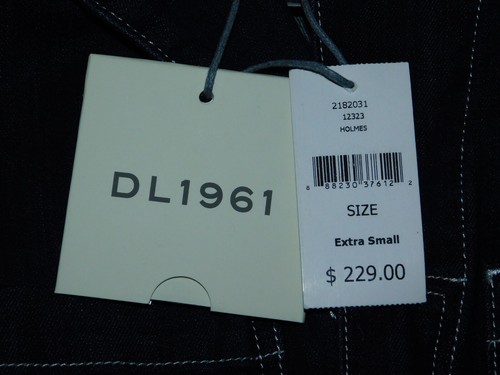 DL1961
2182031
12323
HOLMES
8 88230 37612 2
SIZE
Extra Small
$ 229.00